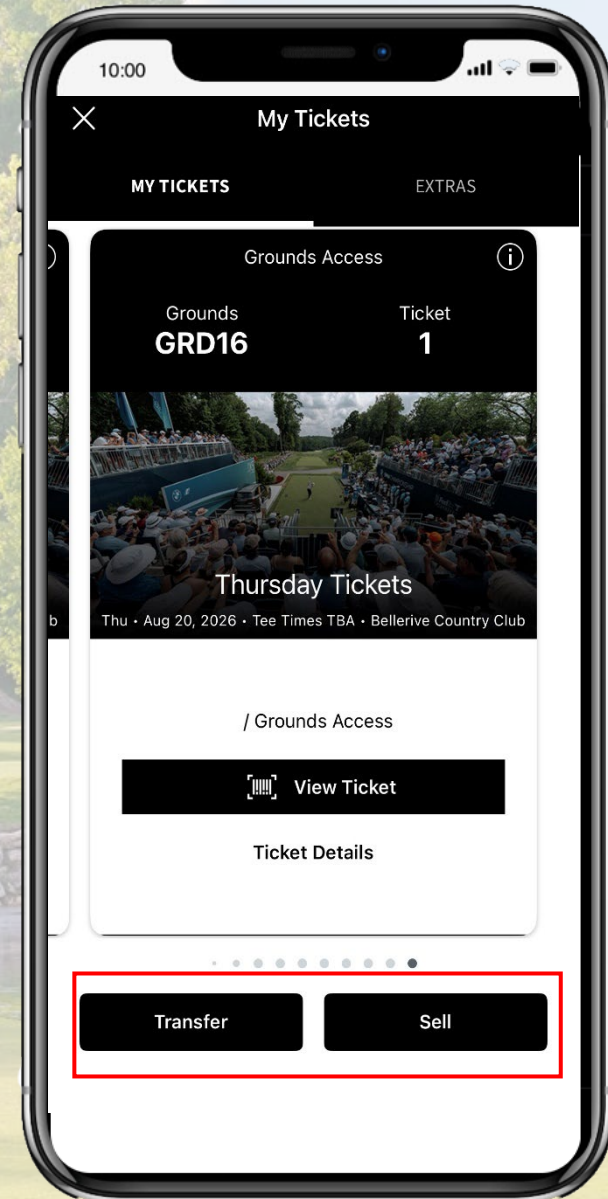 10:00
My Tickets
MY TICKETS EXTRAS
Grounds Access
Grounds Ticket
GRD16 1
Thursday Tickets
b Thu • Aug 20, 2026 • Tee Times TBA • Bellerive Country Club
/ Grounds Access
View Ticket
Ticket Details
Transfer Sell